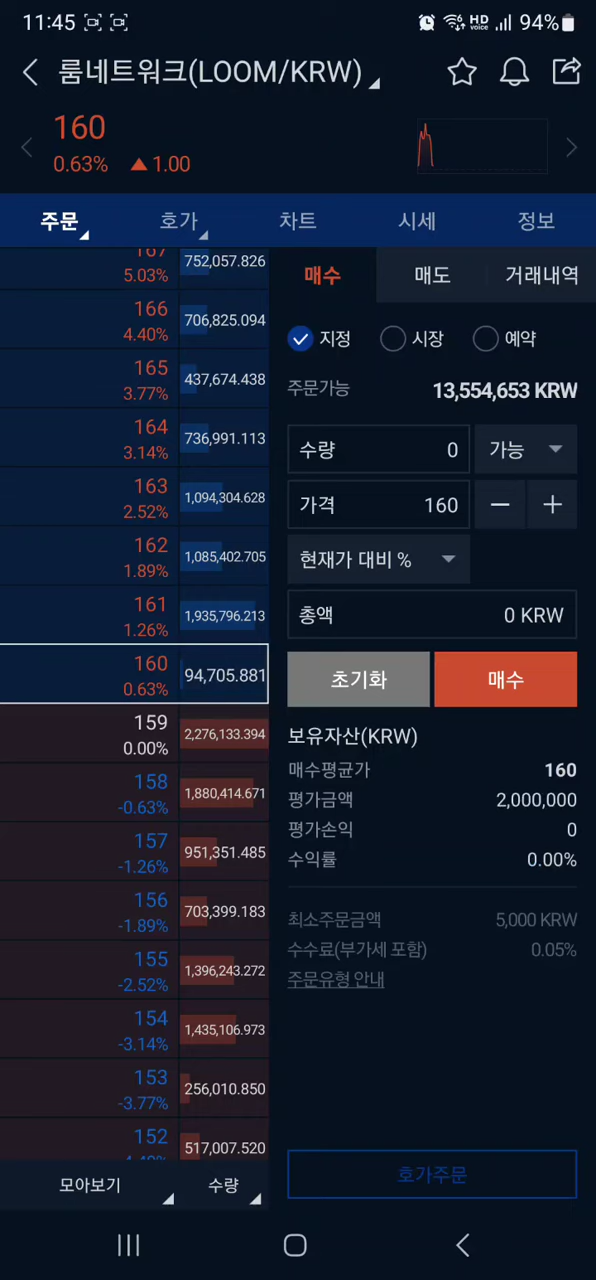 11:45
HD voice 94%
룸네트워크(LOOM/KRW)
160
0.63% ▲ 1.00
주문 호가 차트 시세 정보
167 752,057.826
5.03%
166 706,825.094
4.40%
165 437,674.438
3.77%
164 736,991.113
3.14%
163 1,094,304.628
2.52%
162 1,085,402.705
1.89%
161 1,935,796.213
1.26%
160 94,705.881
0.63%
159 2,276,133.394
0.00%
158 1,880,414.671
-0.63%
157 951,351.485
-1.26%
156 703,399.183
-1.89%
155 1,396,243.272
-2.52%
154 1,435,106.973
-3.14%
153 256,010.850
-3.77%
152 517,007.520
모아보기 수량
매수 매도 거래내역
지정 시장 예약
주문가능 13,554,653 KRW
수량 0 가능
가격 160 − +
현재가 대비 %
총액 0 KRW
초기화 매수
보유자산(KRW)
매수평균가 160
평가금액 2,000,000
평가손익 0
수익률 0.00%
최소주문금액 5,000 KRW
수수료(부가세 포함) 0.05%
주문유형 안내
호가주문